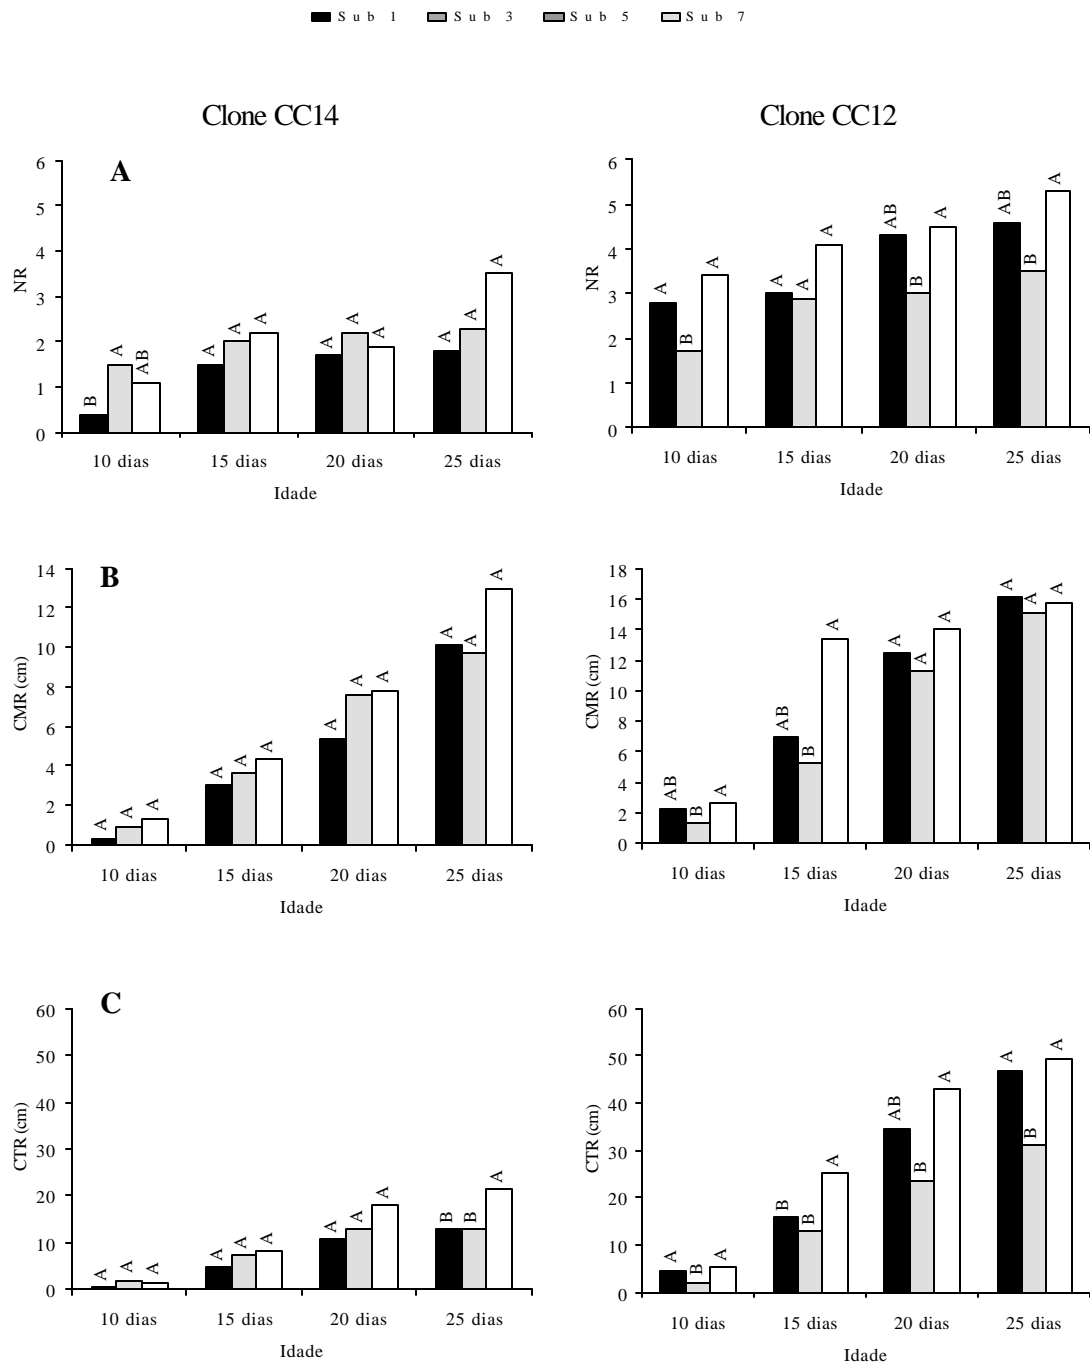 Sub 1 Sub 3 Sub 5 Sub 7
Clone CC14
Clone CC12
A
NR
6
5
4
3
2
1
0
B A AB
A A A
A A A
A A A
10 dias 15 dias 20 dias 25 dias
Idade
NR
6
5
4
3
2
1
0
A B A
A A A
AB B A
AB B A
10 dias 15 dias 20 dias 25 dias
Idade
B
CMR (cm)
14
12
10
8
6
4
2
0
A A A
A A A
A A A
A A A
10 dias 15 dias 20 dias 25 dias
Idade
CMR (cm)
18
16
14
12
10
8
6
4
2
0
AB B A
AB B A
A A A
A A A
10 dias 15 dias 20 dias 25 dias
Idade
C
CTR (cm)
60
50
40
30
20
10
0
A A A
A A A
A A A
B B A
10 dias 15 dias 20 dias 25 dias
Idade
CTR (cm)
60
50
40
30
20
10
0
A B A
B B A
AB B A
A B A
10 dias 15 dias 20 dias 25 dias
Idade